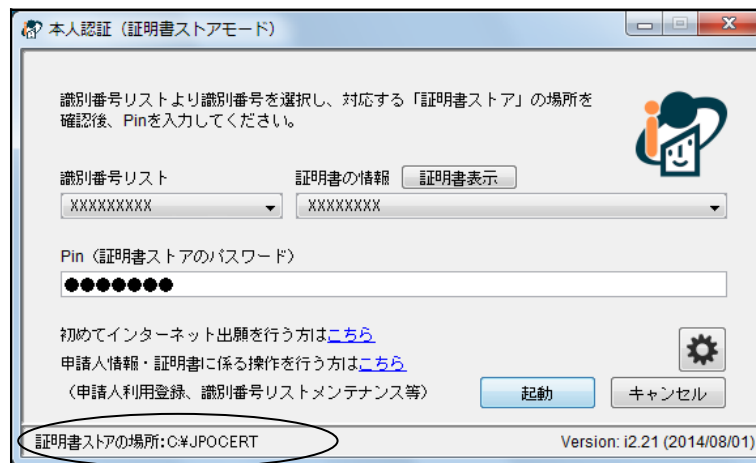 本人認証（証明書ストアモード）
識別番号リストより識別番号を選択し、対応する「証明書ストア」の場所を
確認後、Pinを入力してください。
識別番号リスト
証明書の情報 証明書表示
XXXXXXXXX
XXXXXXXX
Pin（証明書ストアのパスワード）
●●●●●●●
初めてインターネット出願を行う方はこちら
申請人情報・証明書に係る操作を行う方はこちら
（申請人利用登録、識別番号リストメンテナンス等）
起動
キャンセル
証明書ストアの場所:C:¥JPOCERT
Version: i2.21 (2014/08/01)